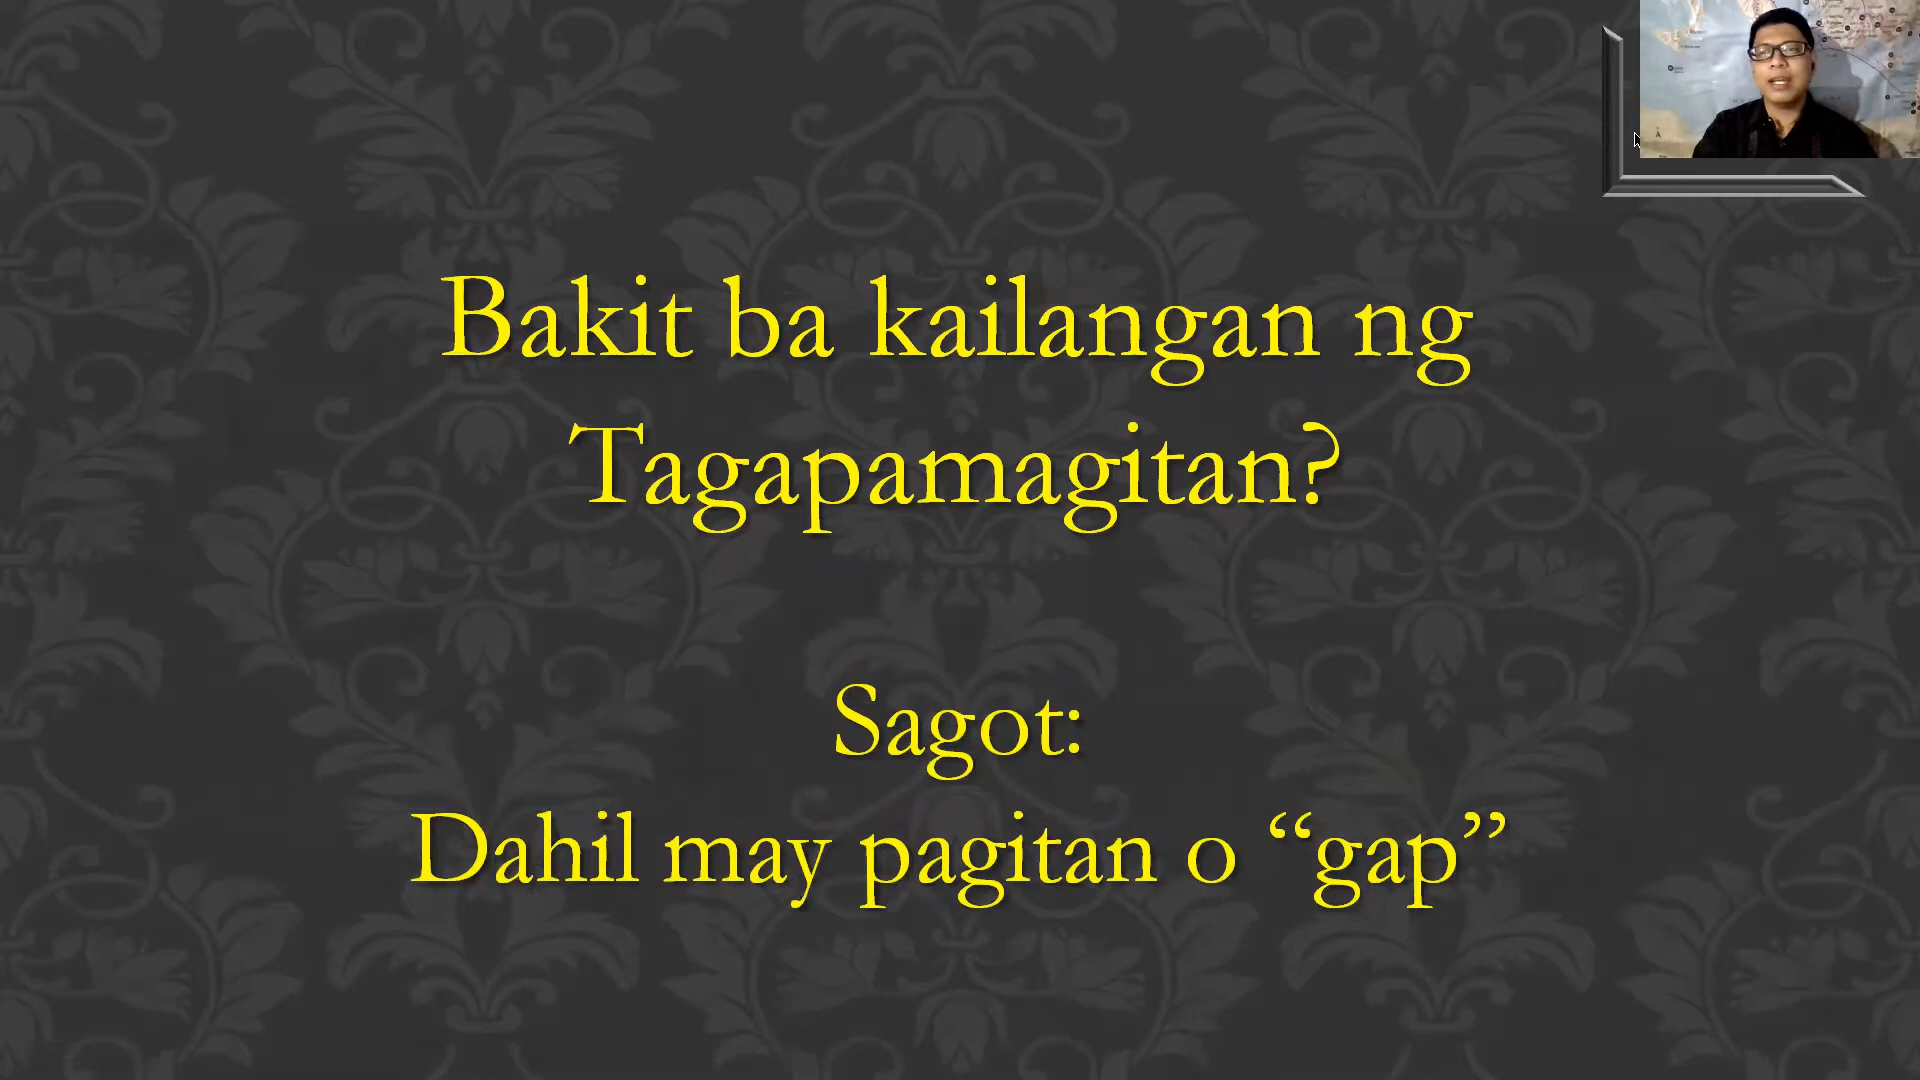 Bakit ba kailangan ng
Tagapamagitan?
Sagot:
Dahil may pagitan o “gap”